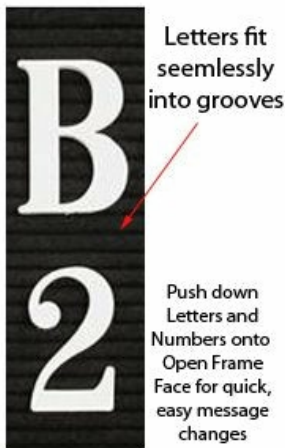 B
2
Letters fit
seemlessly
into grooves
Push down
Letters and
Numbers onto
Open Frame
Face for quick,
easy message
changes